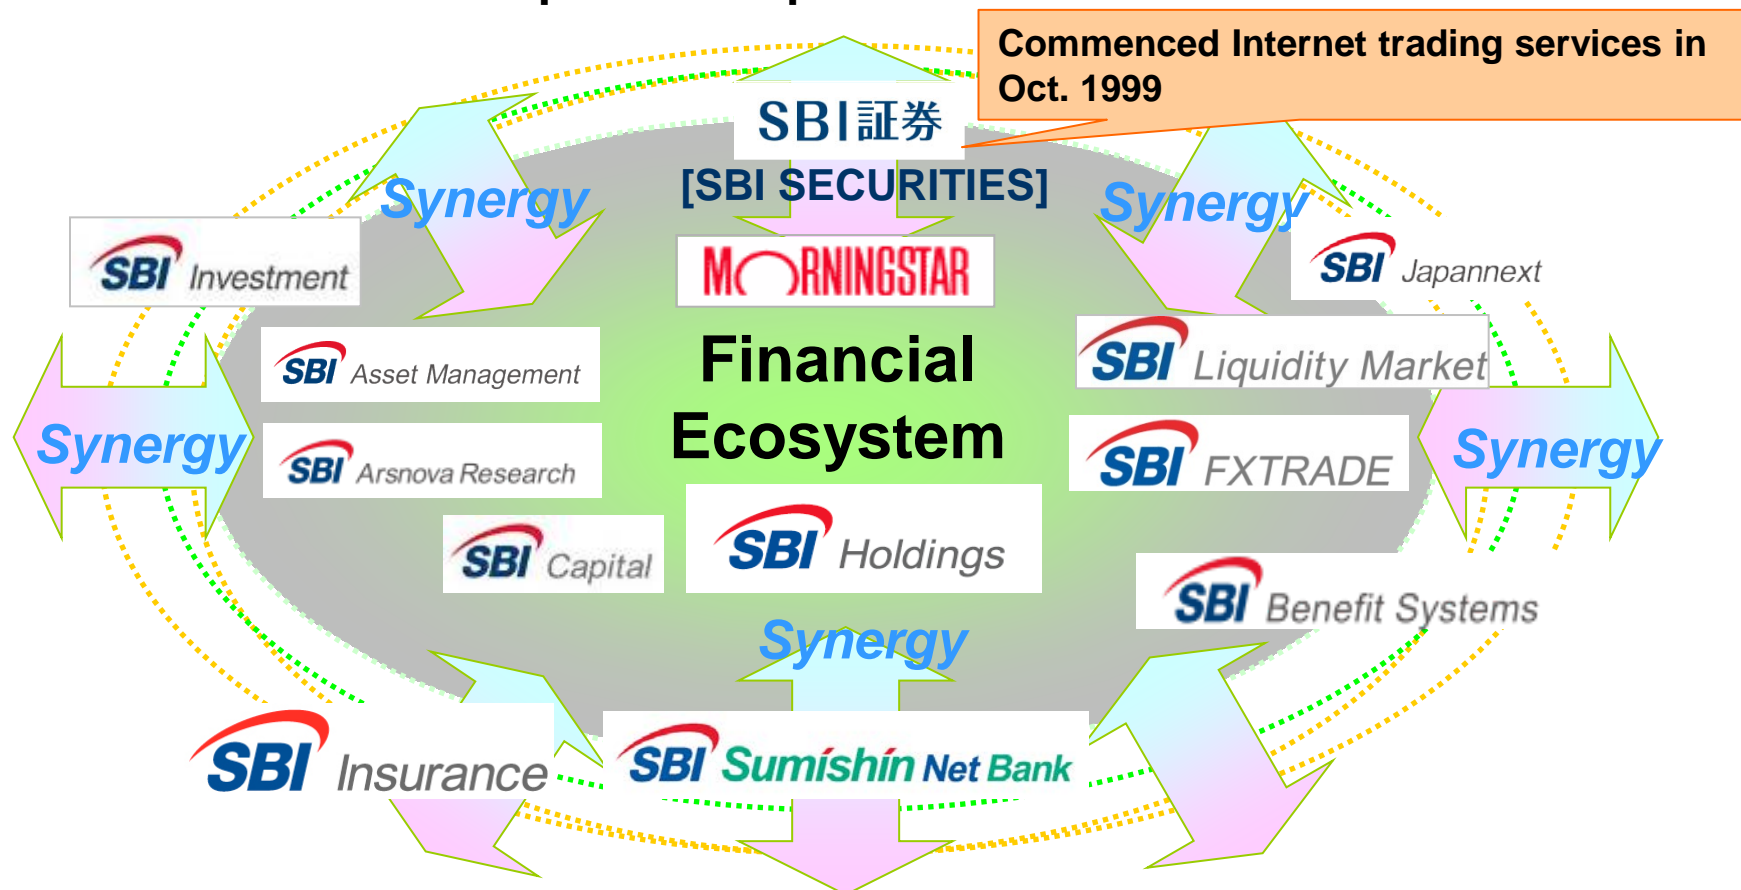 Commenced Internet trading services in
Oct. 1999
SBI証券
[SBI SECURITIES]
Synergy
Synergy
SBI Investment
MORNINGSTAR
SBI Japannext
Financial
Ecosystem
SBI Asset Management
SBI Liquidity Market
Synergy
SBI Arsnova Research
SBI FXTRADE
Synergy
SBI Capital
SBI Holdings
SBI Benefit Systems
Synergy
SBI Insurance
SBI Sumishin Net Bank